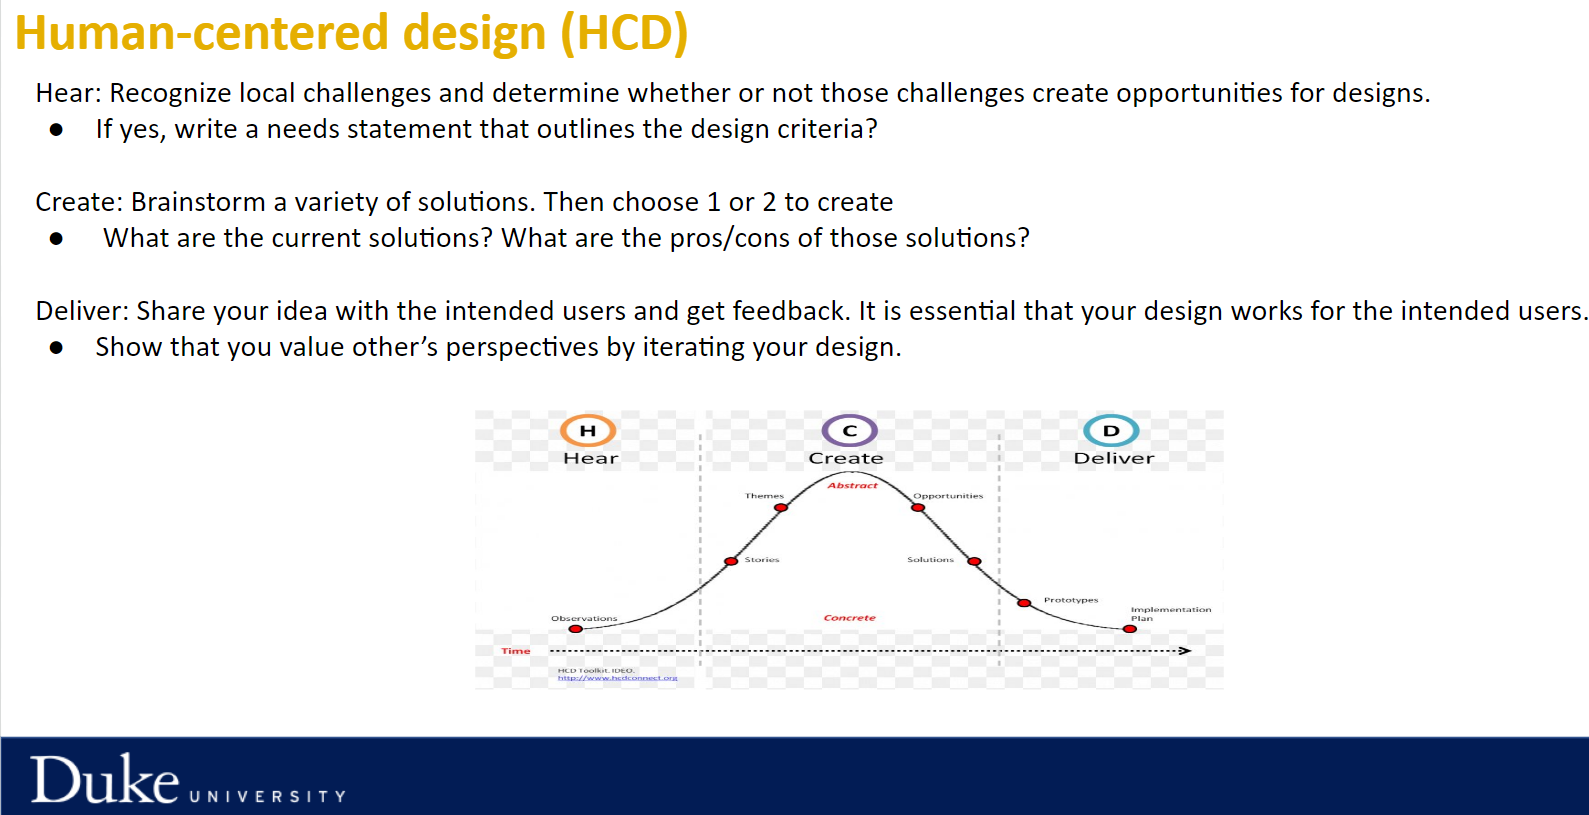 Human-centered design (HCD)
Hear: Recognize local challenges and determine whether or not those challenges create opportunities for designs.
● If yes, write a needs statement that outlines the design criteria?
Create: Brainstorm a variety of solutions. Then choose 1 or 2 to create
● What are the current solutions? What are the pros/cons of those solutions?
Deliver: Share your idea with the intended users and get feedback. It is essential that your design works for the intended users.
● Show that you value other’s perspectives by iterating your design.
H
C
D
Hear
Create
Deliver
Abstract
Themes
Opportunities
Stories
Solutions
Prototypes
Observations
Concrete
Implementation
Plan
Time
HCD Toolkit. IDEO.
http://www.hcdconnect.org
Duke UNIVERSITY